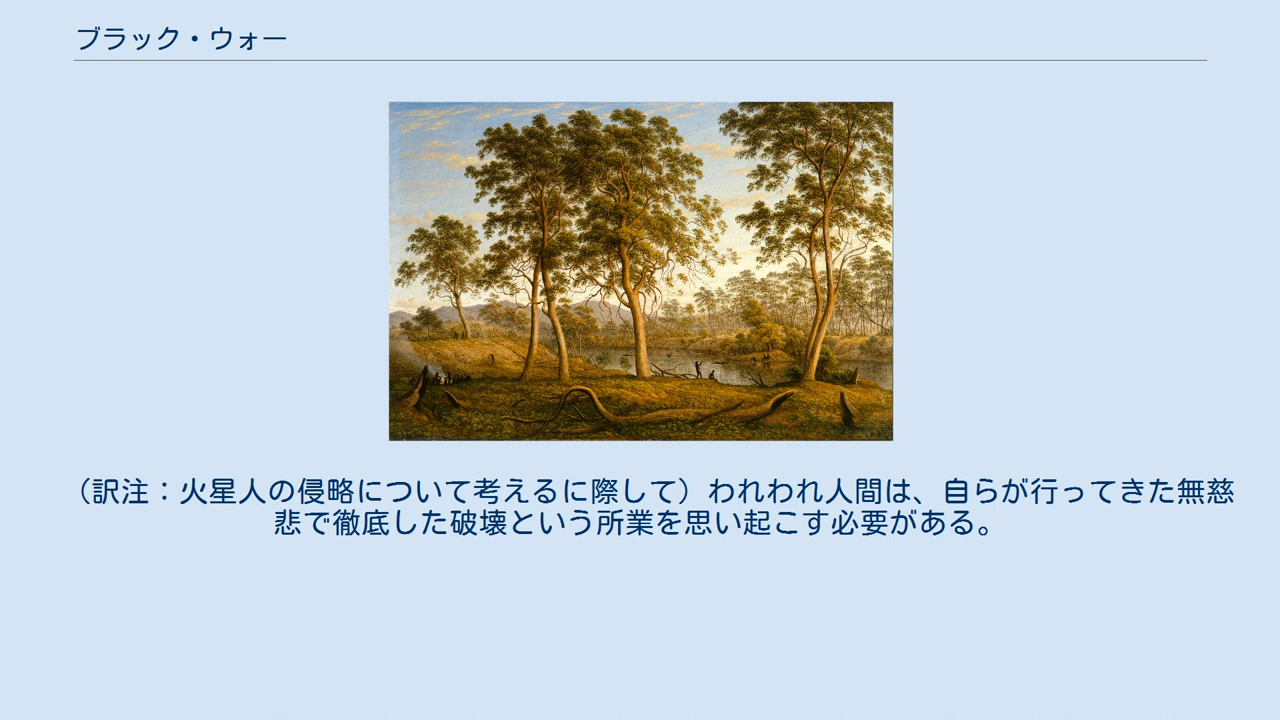 ブラック・ウォー
（訳注：火星人の侵略について考えるに際して）われわれ人間は、自らが行ってきた無慈
悲で徹底した破壊という所業を思い起こす必要がある。